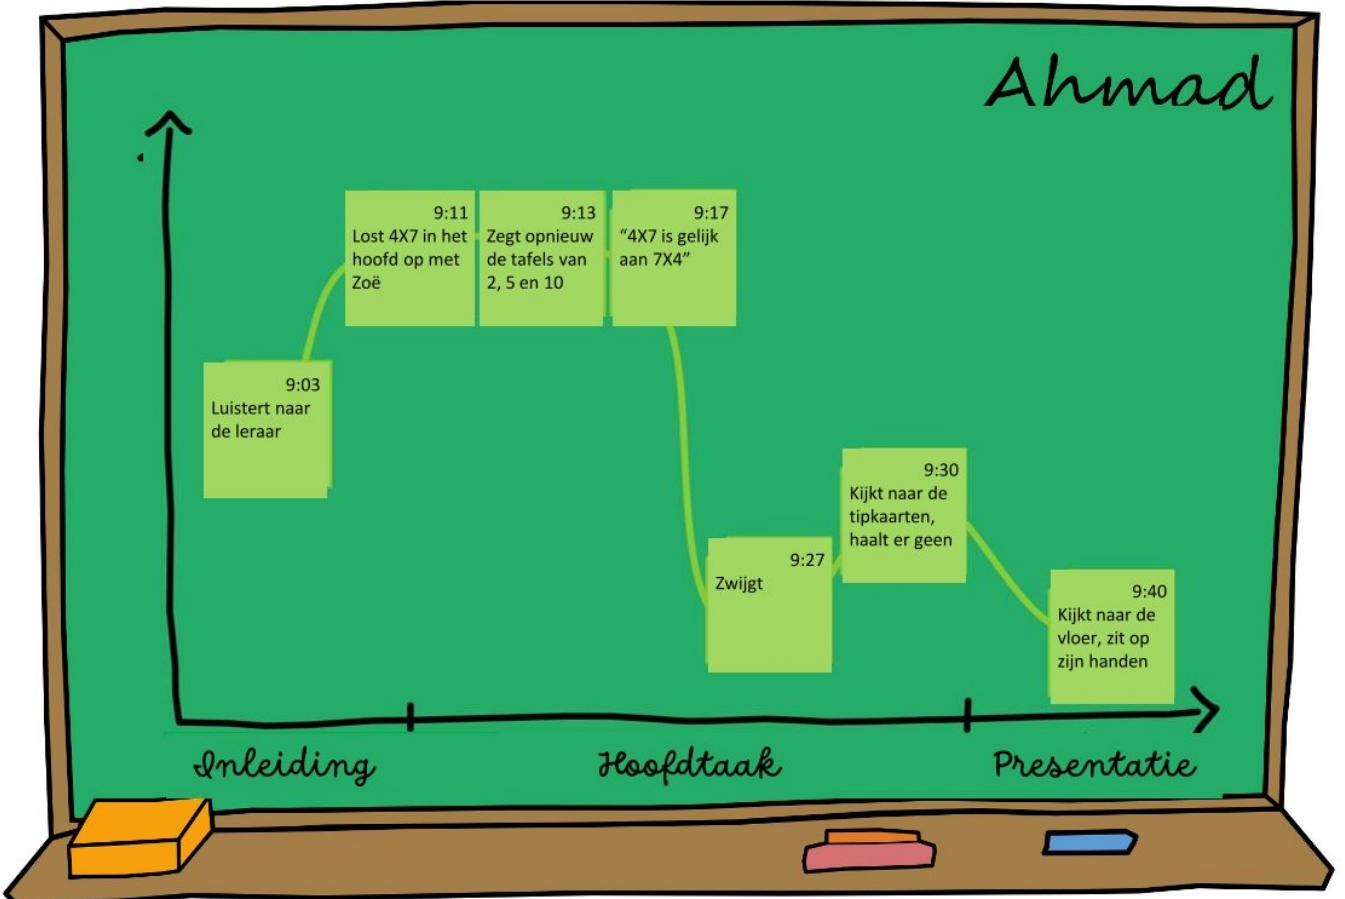 Ahmad
9:03
Luistert naar
de leraar
9:11
Lost 4X7 in het
hoofd op met
Zoë
9:13
Zegt opnieuw
de tafels van
2, 5 en 10
9:17
“4X7 is gelijk
aan 7X4”
9:27
Zwijgt
9:30
Kijkt naar de
tipkaarten,
haalt er geen
9:40
Kijkt naar de
vloer, zit op
zijn handen
Inleiding
Hoofdtaak
Presentatie